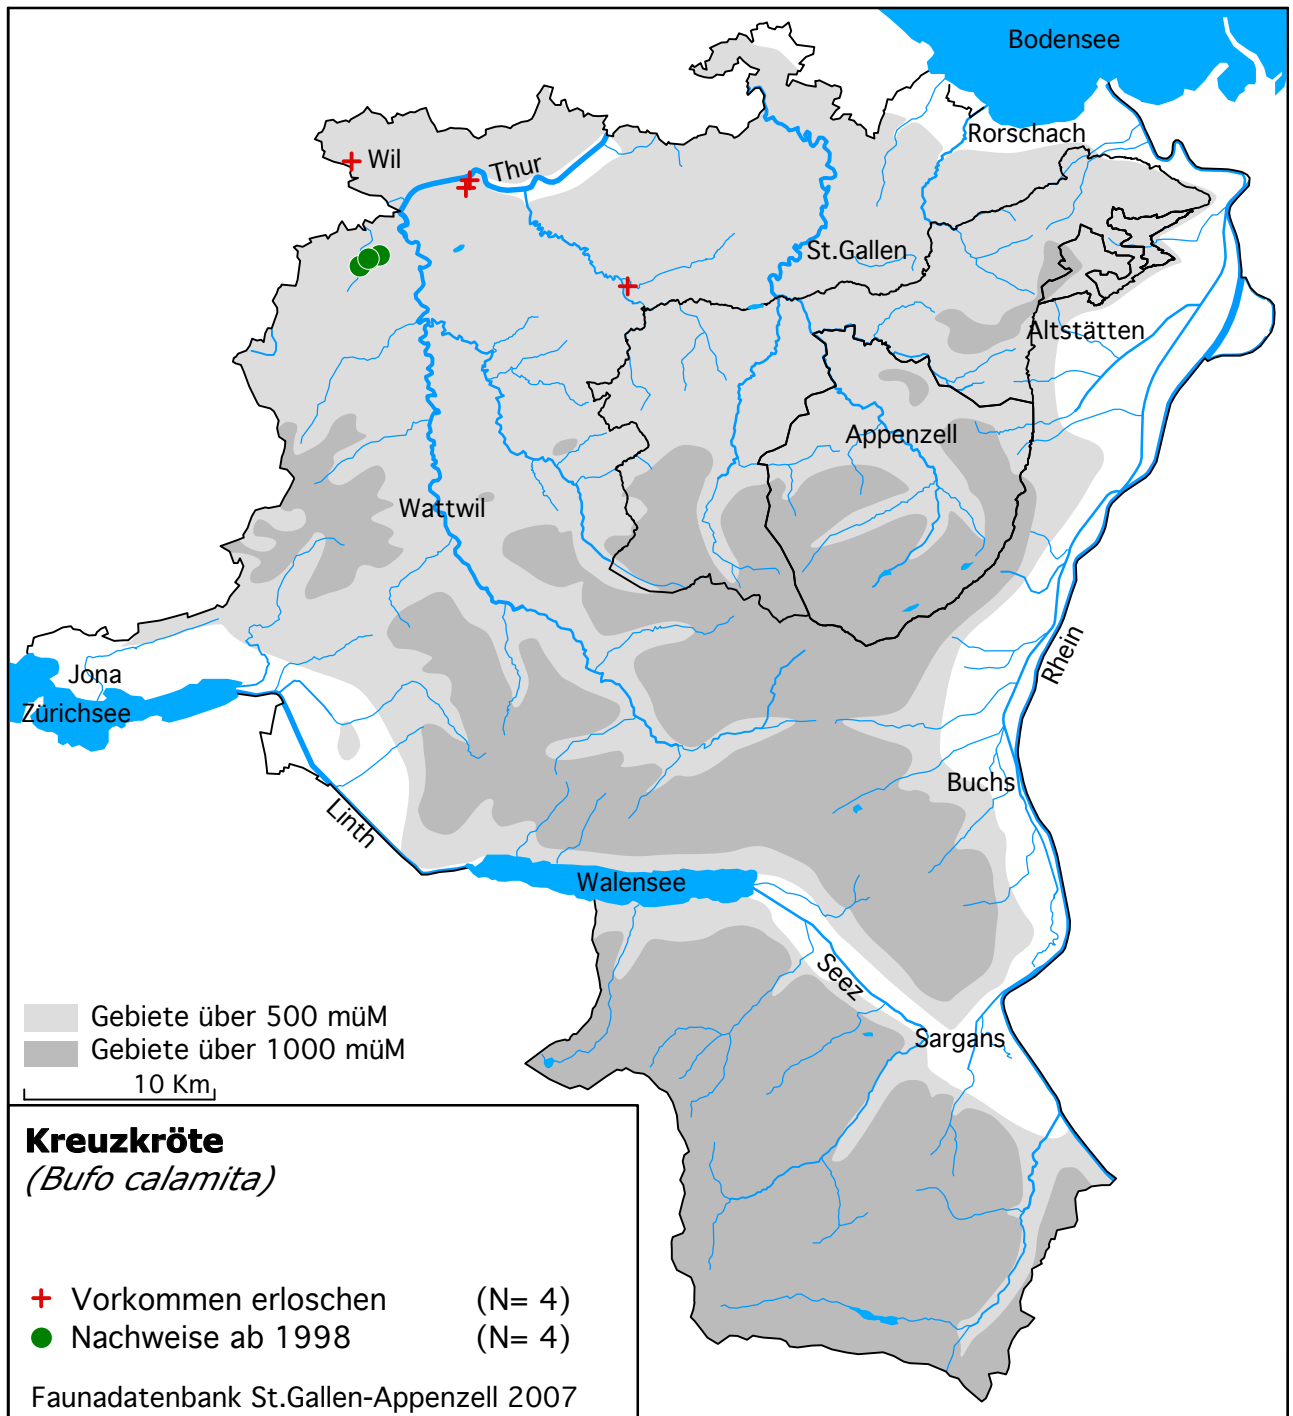 Bodensee
Rorschach
Wil
Thur
St.Gallen
Altstätten
Appenzell
Wattwil
Rhein
Jona
Zürichsee
Buchs
Linth
Walensee
Seez
Sargans
Gebiete über 500 müM
Gebiete über 1000 müM
10 Km
Kreuzkröte
(Bufo calamita)
Vorkommen erloschen (N= 4)
Nachweise ab 1998 (N= 4)
Faunadatenbank St.Gallen-Appenzell 2007